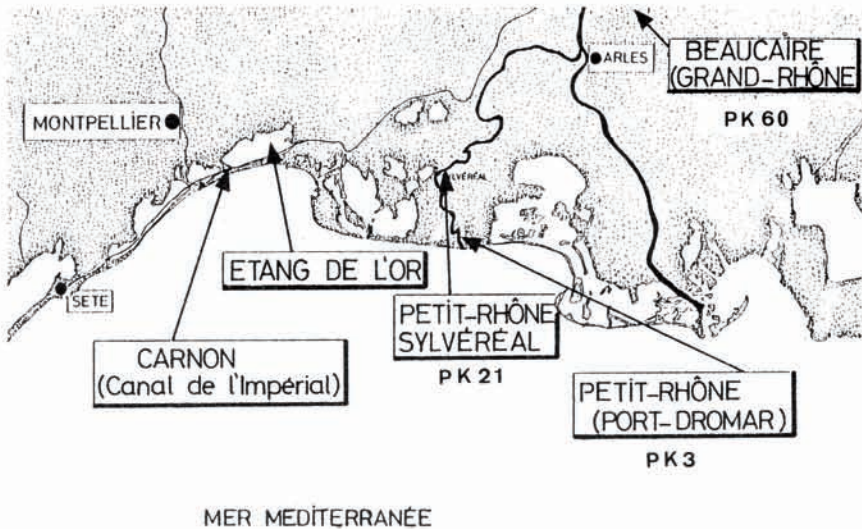 BEAUCAIRE
(GRAND-RHÔNE)
PK 60
ARLES
MONTPELLIER
SYLVÉRÉAL
ETANG DE L'OR
SETE
PETIT-RHÔNE
SYLVÉRÉAL
PK 21
CARNON
(Canal de l'Impérial)
PETIT-RHÔNE
(PORT-DROMAR)
PK 3
MER MEDITERRANÉE